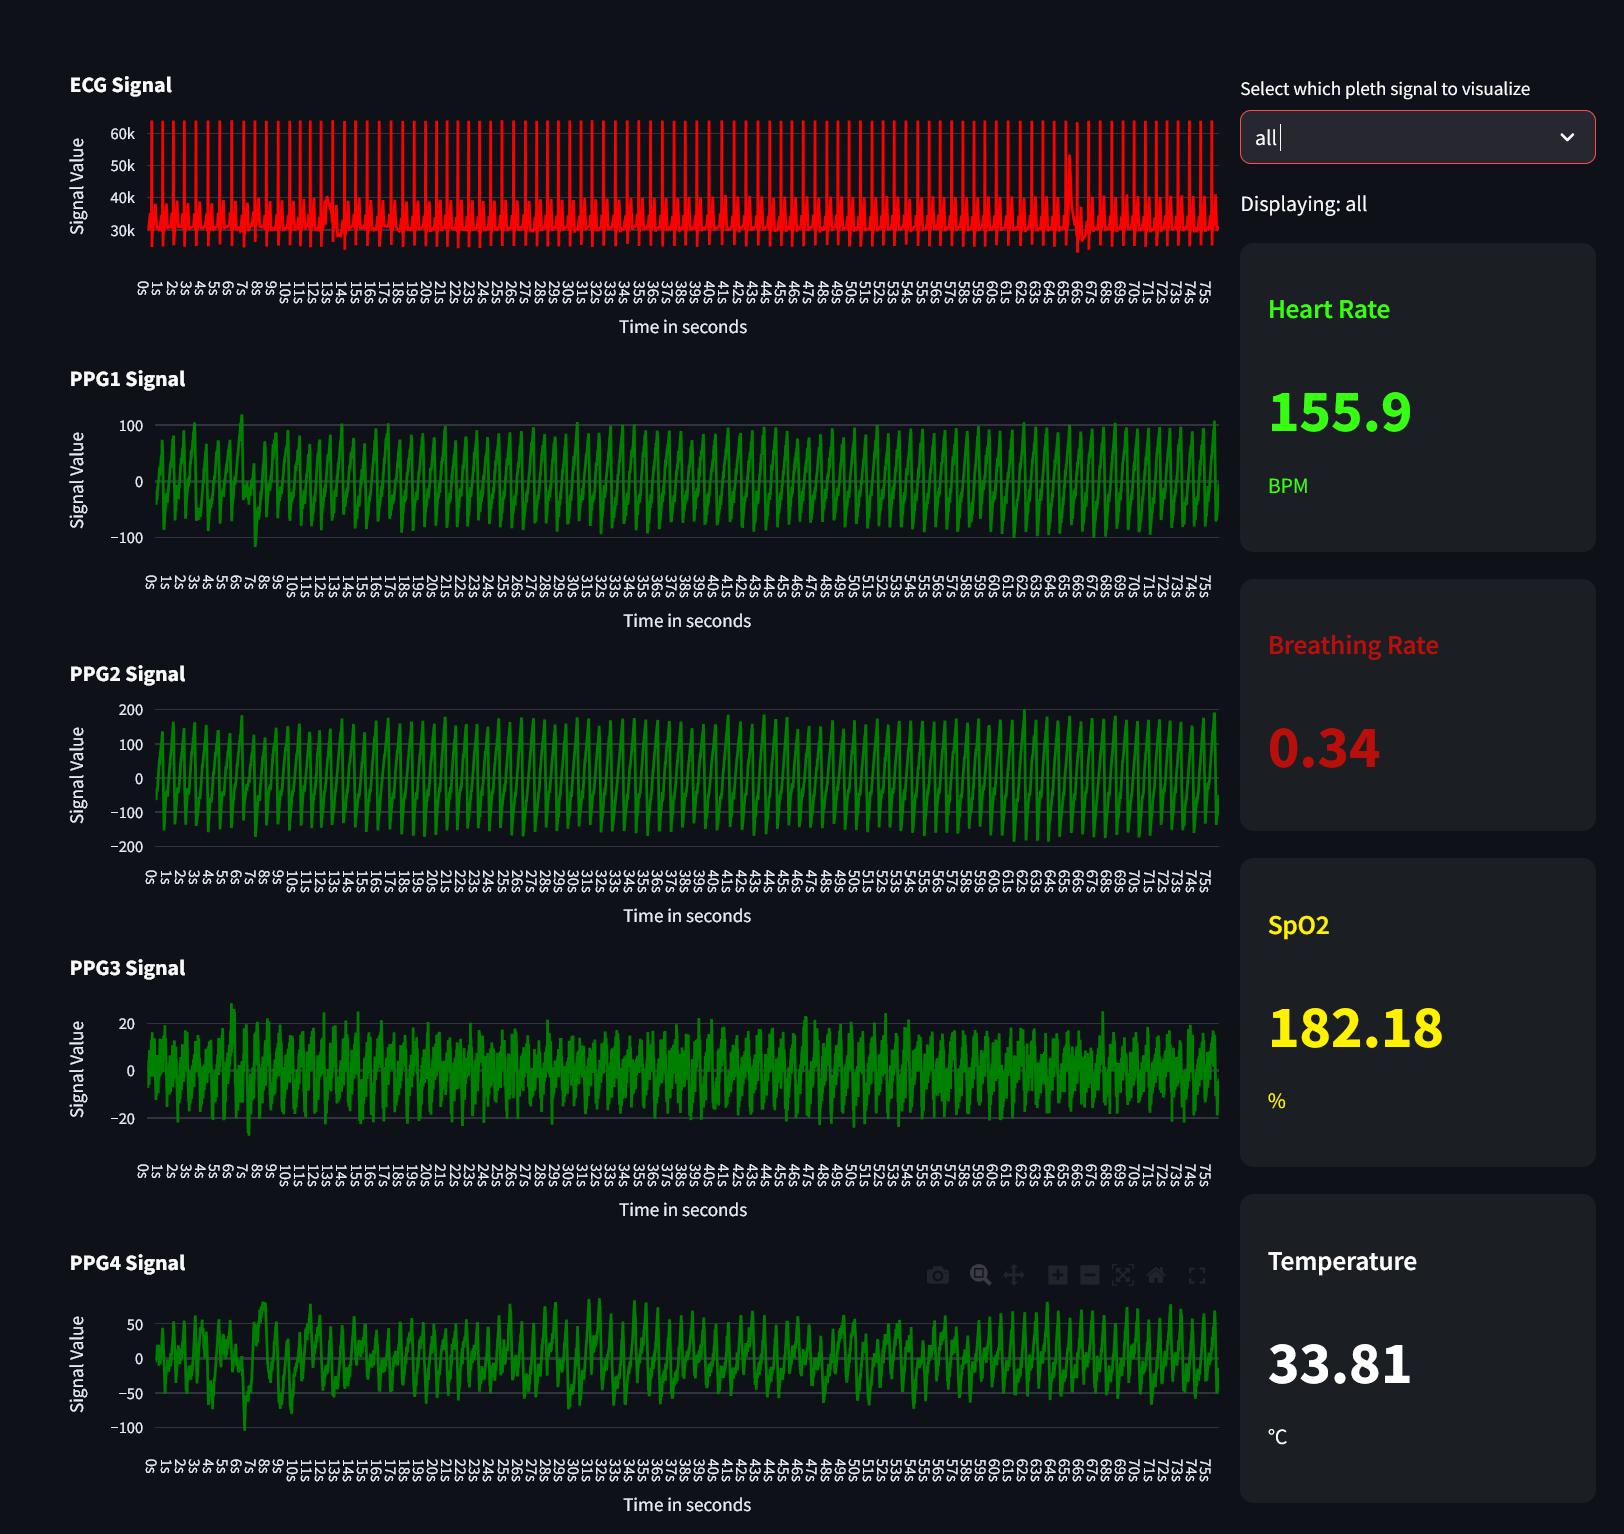 ECG Signal
Signal Value
60k
50k
40k
30k
0s 1s 2s 3s 4s 5s 6s 7s 8s 9s 10s 11s 12s 13s 14s 15s 16s 17s 18s 19s 20s 21s 22s 23s 24s 25s 26s 27s 28s 29s 30s 31s 32s 33s 34s 35s 36s 37s 38s 39s 40s 41s 42s 43s 44s 45s 46s 47s 48s 49s 50s 51s 52s 53s 54s 55s 56s 57s 58s 59s 60s 61s 62s 63s 64s 65s 66s 67s 68s 69s 70s 71s 72s 73s 74s 75s
Time in seconds
PPG1 Signal
Signal Value
100
0
−100
0s 1s 2s 3s 4s 5s 6s 7s 8s 9s 10s 11s 12s 13s 14s 15s 16s 17s 18s 19s 20s 21s 22s 23s 24s 25s 26s 27s 28s 29s 30s 31s 32s 33s 34s 35s 36s 37s 38s 39s 40s 41s 42s 43s 44s 45s 46s 47s 48s 49s 50s 51s 52s 53s 54s 55s 56s 57s 58s 59s 60s 61s 62s 63s 64s 65s 66s 67s 68s 69s 70s 71s 72s 73s 74s 75s
Time in seconds
PPG2 Signal
Signal Value
200
100
0
−100
−200
0s 1s 2s 3s 4s 5s 6s 7s 8s 9s 10s 11s 12s 13s 14s 15s 16s 17s 18s 19s 20s 21s 22s 23s 24s 25s 26s 27s 28s 29s 30s 31s 32s 33s 34s 35s 36s 37s 38s 39s 40s 41s 42s 43s 44s 45s 46s 47s 48s 49s 50s 51s 52s 53s 54s 55s 56s 57s 58s 59s 60s 61s 62s 63s 64s 65s 66s 67s 68s 69s 70s 71s 72s 73s 74s 75s
Time in seconds
PPG3 Signal
Signal Value
20
0
−20
0s 1s 2s 3s 4s 5s 6s 7s 8s 9s 10s 11s 12s 13s 14s 15s 16s 17s 18s 19s 20s 21s 22s 23s 24s 25s 26s 27s 28s 29s 30s 31s 32s 33s 34s 35s 36s 37s 38s 39s 40s 41s 42s 43s 44s 45s 46s 47s 48s 49s 50s 51s 52s 53s 54s 55s 56s 57s 58s 59s 60s 61s 62s 63s 64s 65s 66s 67s 68s 69s 70s 71s 72s 73s 74s 75s
Time in seconds
PPG4 Signal
Signal Value
50
0
−50
−100
0s 1s 2s 3s 4s 5s 6s 7s 8s 9s 10s 11s 12s 13s 14s 15s 16s 17s 18s 19s 20s 21s 22s 23s 24s 25s 26s 27s 28s 29s 30s 31s 32s 33s 34s 35s 36s 37s 38s 39s 40s 41s 42s 43s 44s 45s 46s 47s 48s 49s 50s 51s 52s 53s 54s 55s 56s 57s 58s 59s 60s 61s 62s 63s 64s 65s 66s 67s 68s 69s 70s 71s 72s 73s 74s 75s
Time in seconds
Select which pleth signal to visualize
all
Displaying: all
Heart Rate
155.9
BPM
Breathing Rate
0.34
SpO2
182.18
%
Temperature
33.81
°C